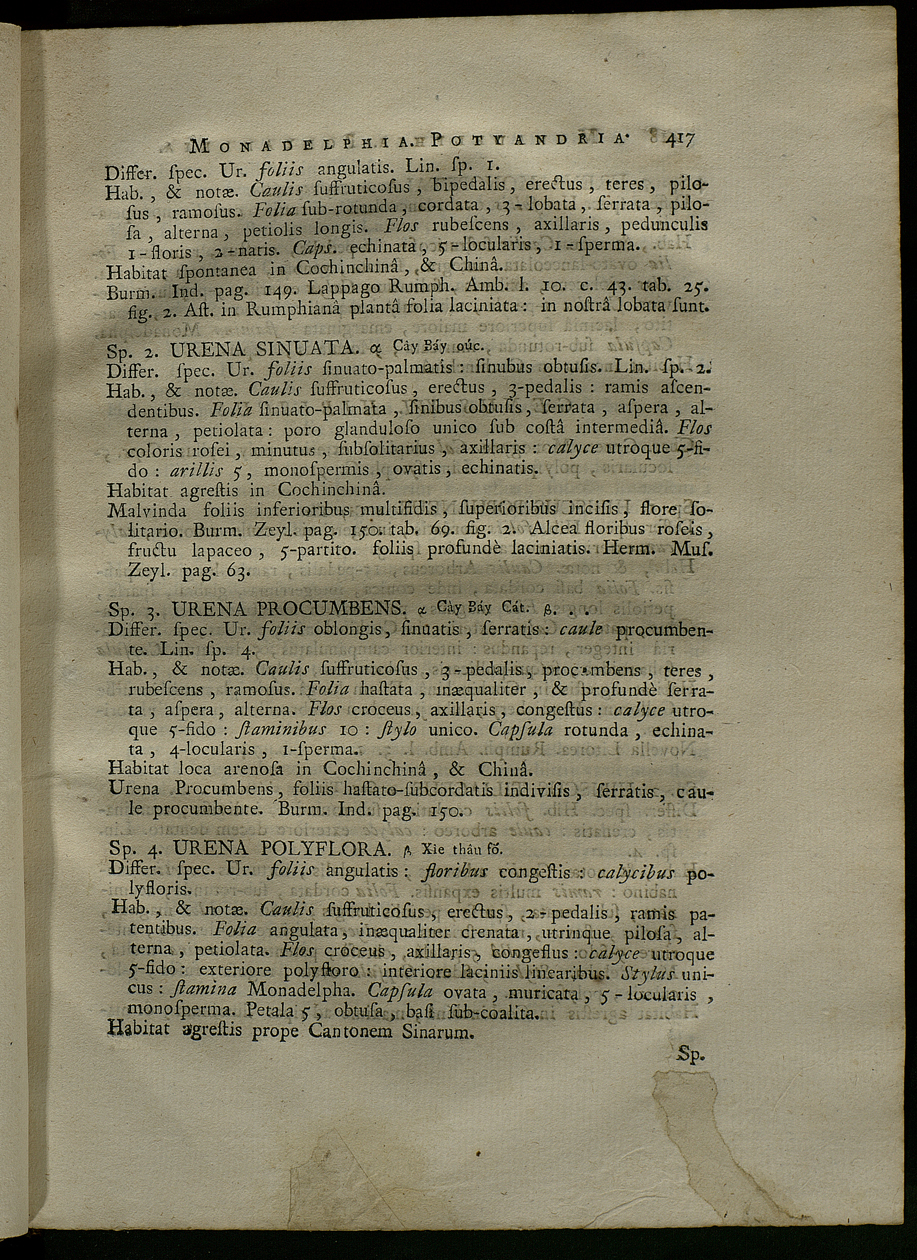 MONADELPHIA. POTYANDRIA. 417
Differ. ſpec. Ur. foliis angulatis. Lin. ſp. 1.
Hab., & notæ. Caulis ſuffruticoſus, bipedalis, erectus, teres, pilo-
ſus, ramoſus. Folia ſub-rotunda, cordata, 3-lobata, ſerrata, pilo-
ſa, alterna, petiolis longis. Flos rubeſcens, axillaris, pedunculis
1-floris, 2-natis. Capſ. echinata, 5-locularis, 1-ſperma.
Habitat ſpontanea in Cochinchinâ, & Chinâ.
Burm. Ind. pag. 149. Lappago Rumph. Amb. l. 10. c. 43. tab. 25.
fig. 2. Aſt. in Rumphianâ plantâ folia laciniata: in noſtrâ lobata ſunt.
Sp. 2. URENA SINUATA. α Cây Báy oúc.
Differ. ſpec. Ur. foliis ſinuato-palmatis: ſinubus obtuſis. Lin. ſp. 2.
Hab., & notæ. Caulis ſuffruticoſus, erectus, 3-pedalis: ramis aſcen-
dentibus. Folia ſinuato-palmata, ſinibus obtuſis, ſerrata, aſpera, al-
terna, petiolata: poro glanduloſo unico ſub coſtâ intermediâ. Flos
coloris roſei, minutus, ſubſolitarius, axillaris: calyce utroque 5-fi-
do: arillis 5, monoſpermis, ovatis, echinatis.
Habitat agreſtis in Cochinchinâ.
Malvinda foliis inferioribus multifidis, ſuperioribus inciſis, flore ſo-
litario. Burm. Zeyl. pag. 150. tab. 69. fig. 2. Alcea floribus roſeis,
fructu lapaceo, 5-partito. foliis profundè laciniatis. Herm. Muſ.
Zeyl. pag. 63.
Sp. 3. URENA PROCUMBENS. α Cây Báy Cát. β. . .
Differ. ſpec. Ur. foliis oblongis, ſinuatis, ſerratis: caule procumben-
te. Lin. ſp. 4.
Hab., & notæ. Caulis ſuffruticoſus, 3-pedalis, procumbens, teres,
rubeſcens, ramoſus. Folia haſtata, inæqualiter, & profundè ſerra-
ta, aſpera, alterna. Flos croceus, axillaris, congeſtus: calyce utro-
que 5-fido: ſtaminibus 10: ſtylo unico. Capſula rotunda, echina-
ta, 4-locularis, 1-ſperma.
Habitat loca arenoſa in Cochinchinâ, & Chinâ.
Urena Procumbens, foliis haſtato-ſubcordatis indiviſis, ſerratis, cau-
le procumbente. Burm. Ind. pag. 150.
Sp. 4. URENA POLYFLORA. β Xie thâu fō.
Differ. ſpec. Ur. foliis angulatis: floribus congeſtis: calycibus po-
lyfloris.
Hab., & notæ. Caulis ſuffruticoſus, erectus, 2-pedalis, ramis pa-
tentibus. Folia angulata, inæqualiter crenata, utrinque piloſa, al-
terna, petiolata. Flos croceus, axillaris, congeſtus: calyce utroque
5-fido: exteriore polyfloro: interiore laciniis linearibus. Stylus uni-
cus: ſtamina Monadelpha. Capſula ovata, muricata, 5-locularis,
monoſperma. Petala 5, obtuſa, baſi ſub-coalita.
Habitat agreſtis prope Cantonem Sinarum.
Sp.